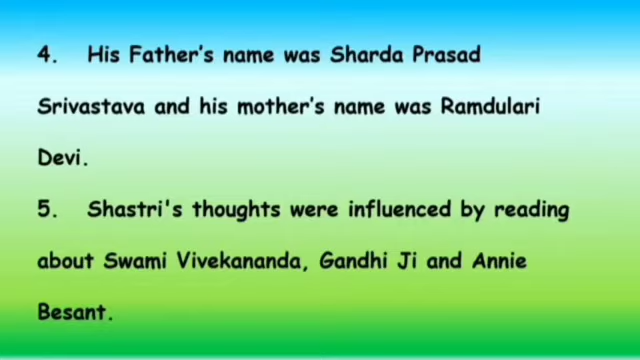 4. His Father's name was Sharda Prasad
Srivastava and his mother's name was Ramdulari
Devi.
5. Shastri's thoughts were influenced by reading
about Swami Vivekananda, Gandhi Ji and Annie
Besant.